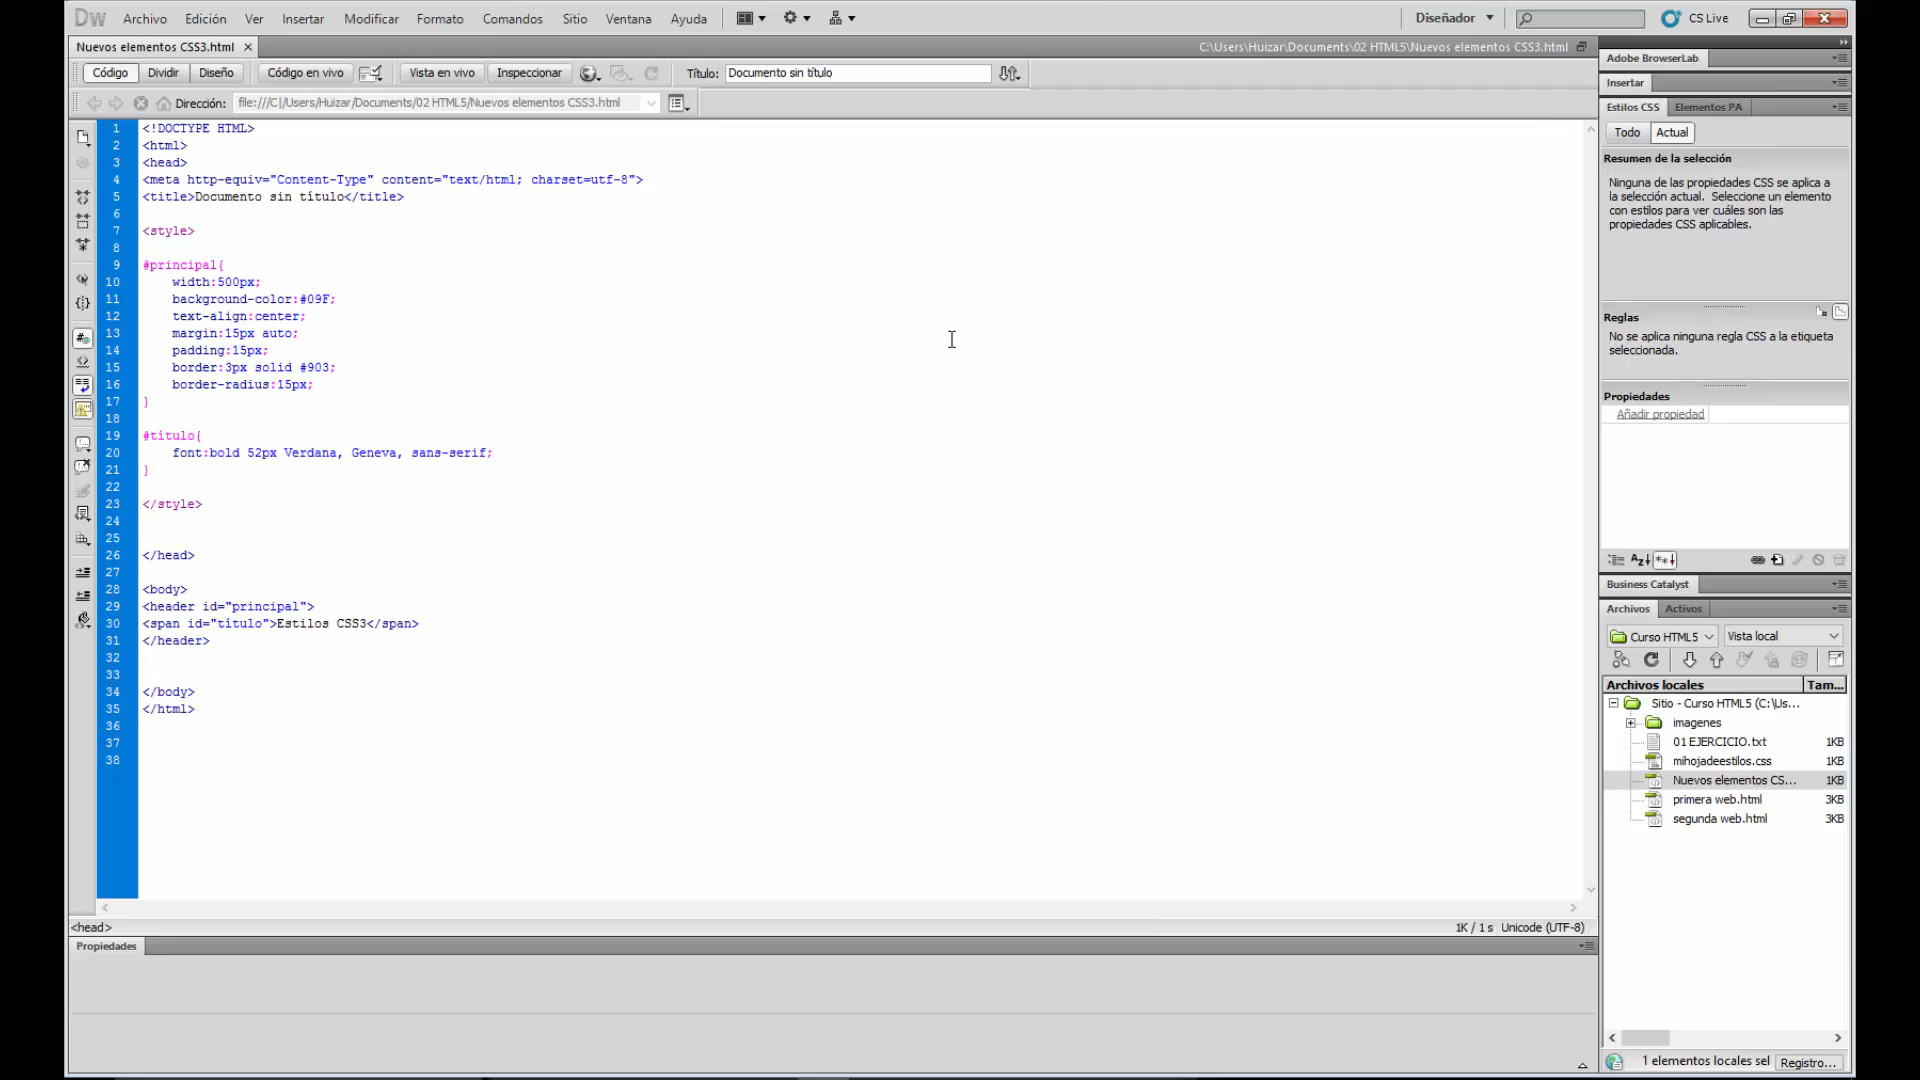 Dw Archivo Edición Ver Insertar Modificar Formato Comandos Sitio Ventana Ayuda Diseñador CS Live
Nuevos elementos CSS3.html × C:\Users\Huizar\Documents\02 HTML5\Nuevos elementos CSS3.html
Código Dividir Diseño Código en vivo Vista en vivo Inspeccionar Título: Documento sin título
Dirección: file:///C|/Users/Huizar/Documents/02 HTML5/Nuevos elementos CSS3.html
1 <!DOCTYPE HTML>
2 <html>
3 <head>
4 <meta http-equiv="Content-Type" content="text/html; charset=utf-8">
5 <title>Documento sin título</title>
6
7 <style>
8
9 #principal{
10 width:500px;
11 background-color:#09F;
12 text-align:center;
13 margin:15px auto;
14 padding:15px;
15 border:3px solid #903;
16 border-radius:15px;
17 }
18
19 #titulo{
20 font:bold 52px Verdana, Geneva, sans-serif;
21 }
22
23 </style>
24
25
26 </head>
27
28 <body>
29 <header id="principal">
30 <span id="titulo">Estilos CSS3</span>
31 </header>
32
33
34 </body>
35 </html>
36
37
38
<head> 1K / 1 s Unicode (UTF-8)
Propiedades
Adobe BrowserLab
Insertar
Estilos CSS Elementos PA
Todo Actual
Resumen de la selección
Ninguna de las propiedades CSS se aplica a
la selección actual. Seleccione un elemento
con estilos para ver cuáles son las
propiedades CSS aplicables.
Reglas
No se aplica ninguna regla CSS a la etiqueta
seleccionada.
Propiedades
Añadir propiedad
Business Catalyst
Archivos Activos
Curso HTML5 Vista local
Archivos locales Tam...
Sitio - Curso HTML5 (C:\Us...
imagenes
01 EJERCICIO.txt 1KB
mihojadeestilos.css 1KB
Nuevos elementos CS... 1KB
primera web.html 3KB
segunda web.html 3KB
1 elementos locales sel Registro...